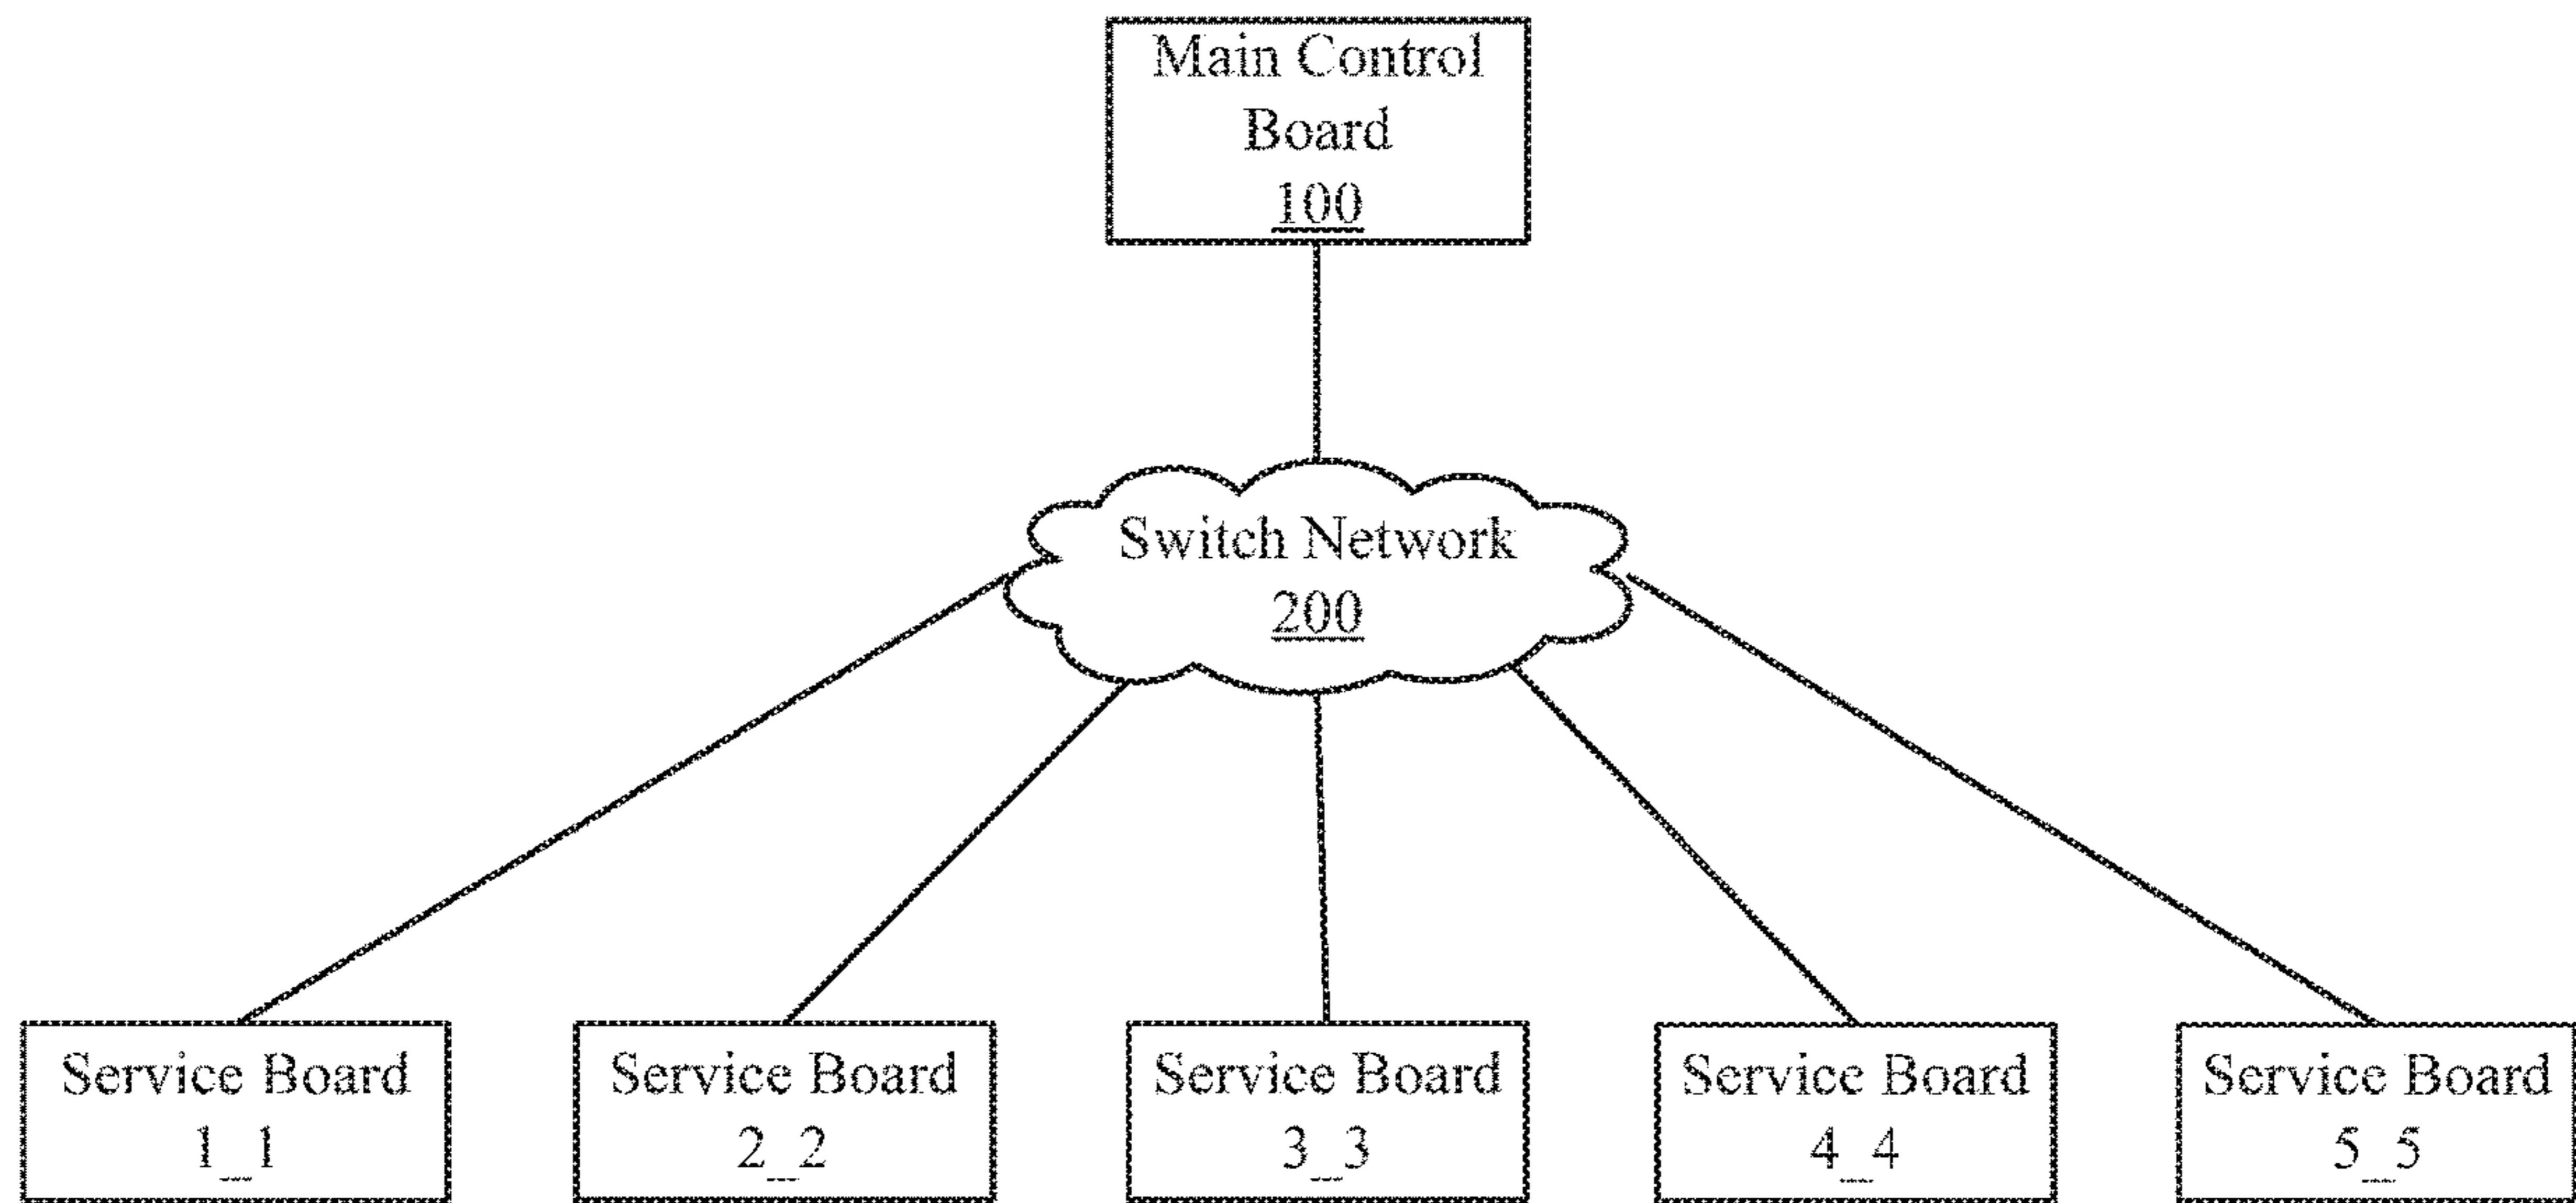 Main Control
Board
100
Switch Network
200
Service Board
1_1
Service Board
2_2
Service Board
3_3
Service Board
4_4
Service Board
5_5